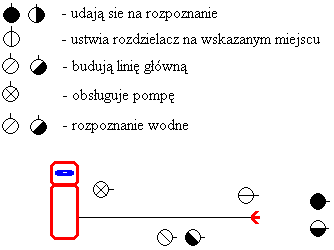 - udają sie na rozpoznanie
- ustwia rozdzielacz na wskazanym miejscu
- budują linię główną
- obsługuje pompę
- rozpoznanie wodne